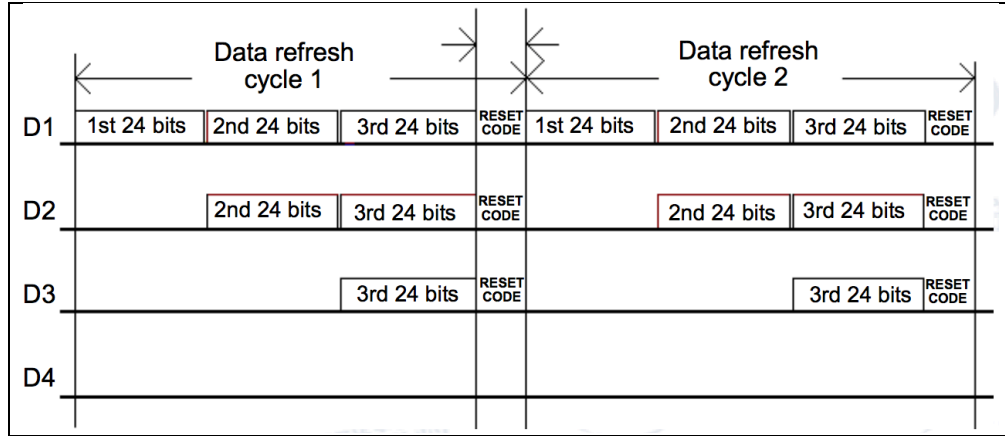 Data refresh
cycle 1
Data refresh
cycle 2
D1 1st 24 bits 2nd 24 bits 3rd 24 bits RESET CODE 1st 24 bits 2nd 24 bits 3rd 24 bits RESET CODE
D2 2nd 24 bits 3rd 24 bits RESET CODE 2nd 24 bits 3rd 24 bits RESET CODE
D3 3rd 24 bits RESET CODE 3rd 24 bits RESET CODE
D4